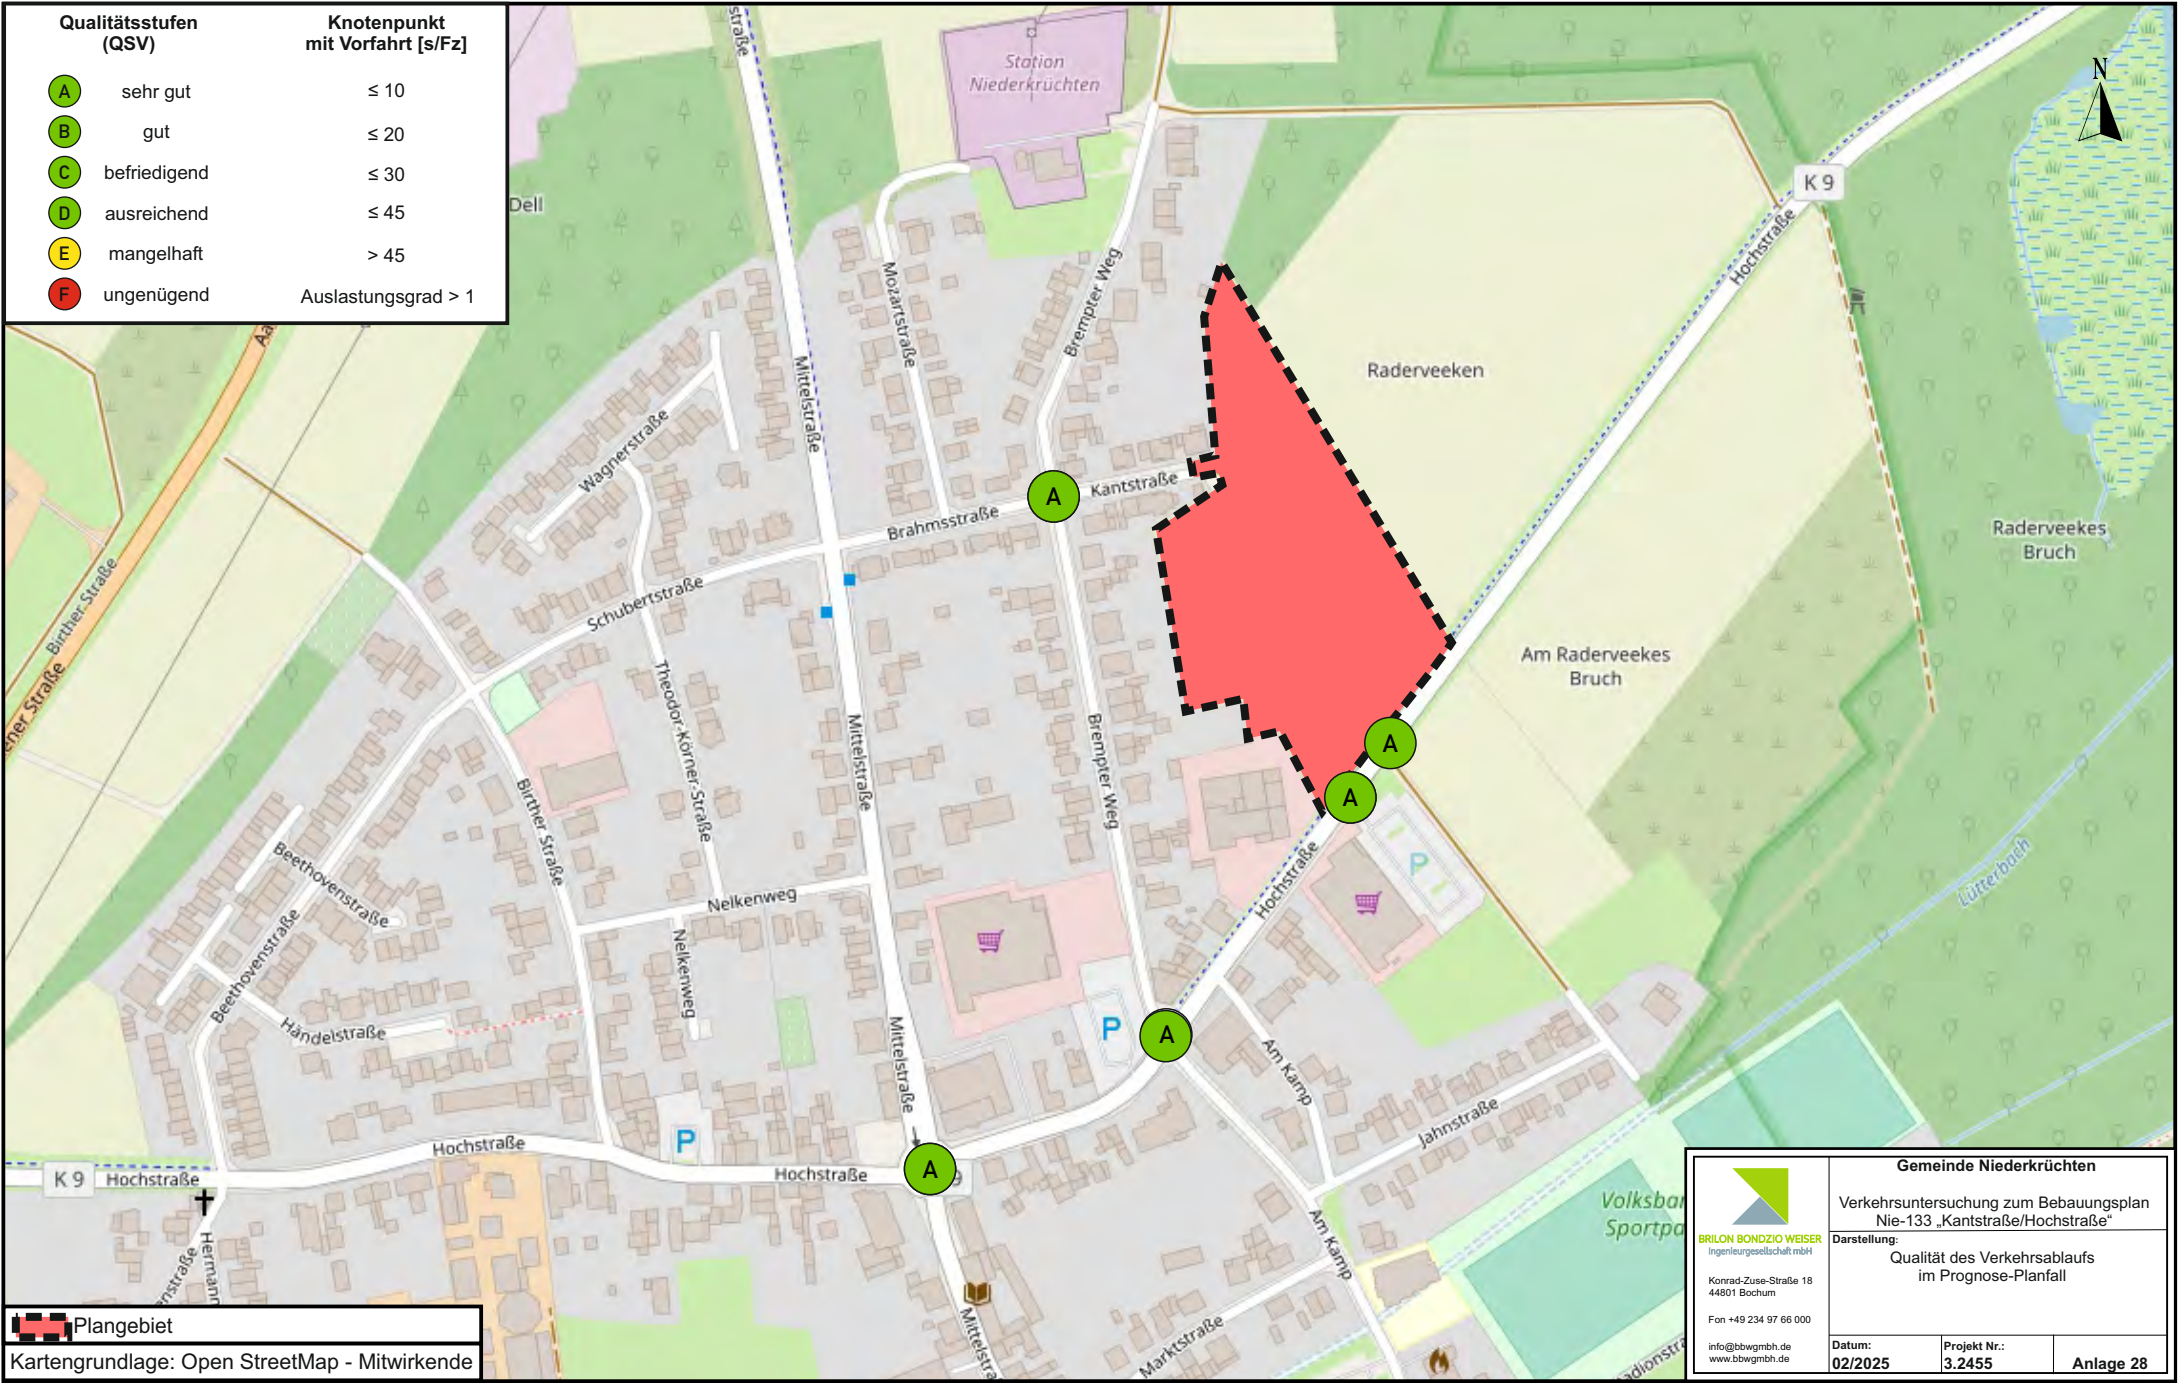 Qualitätsstufen
(QSV)
Knotenpunkt
mit Vorfahrt [s/Fz]
A sehr gut ≤ 10
B gut ≤ 20
C befriedigend ≤ 30
D ausreichend ≤ 45
E mangelhaft > 45
F ungenügend Auslastungsgrad > 1
straße
Station
Niederkrüchten
N
K 9
Hochstraße
Dell
Mozartstraße
Brempter Weg
Mittelstraße
Raderveeken
Wagnerstraße
A
Kantstraße
Brahmsstraße
Raderveekes
Bruch
Birther Straße
Schubertstraße
Am Raderveekes
Bruch
Theodor-Körner-Straße
Mittelstraße
Brempter Weg
A
A
Birther Straße
Beethovenstraße
Nelkenweg
Hochstraße
P
Lütterbach
Beethovenstraße
Nelkenweg
Händelstraße
Mittelstraße
P
A
Am Kamp
Jahnstraße
P
Hochstraße
K 9
Hochstraße
Hochstraße
A
Am Kamp
Marktstraße
Plangebiet
Kartengrundlage: Open StreetMap - Mitwirkende
BRILON BONDZIO WEISER
Ingenieurgesellschaft mbH
Konrad-Zuse-Straße 18
44801 Bochum
Fon +49 234 97 66 000
info@bbwgmbh.de
www.bbwgmbh.de
Gemeinde Niederkrüchten
Verkehrsuntersuchung zum Bebauungsplan
Nie-133 „Kantstraße/Hochstraße“
Darstellung:
Qualität des Verkehrsablaufs
im Prognose-Planfall
Datum:
02/2025
Projekt Nr.:
3.2455
Anlage 28